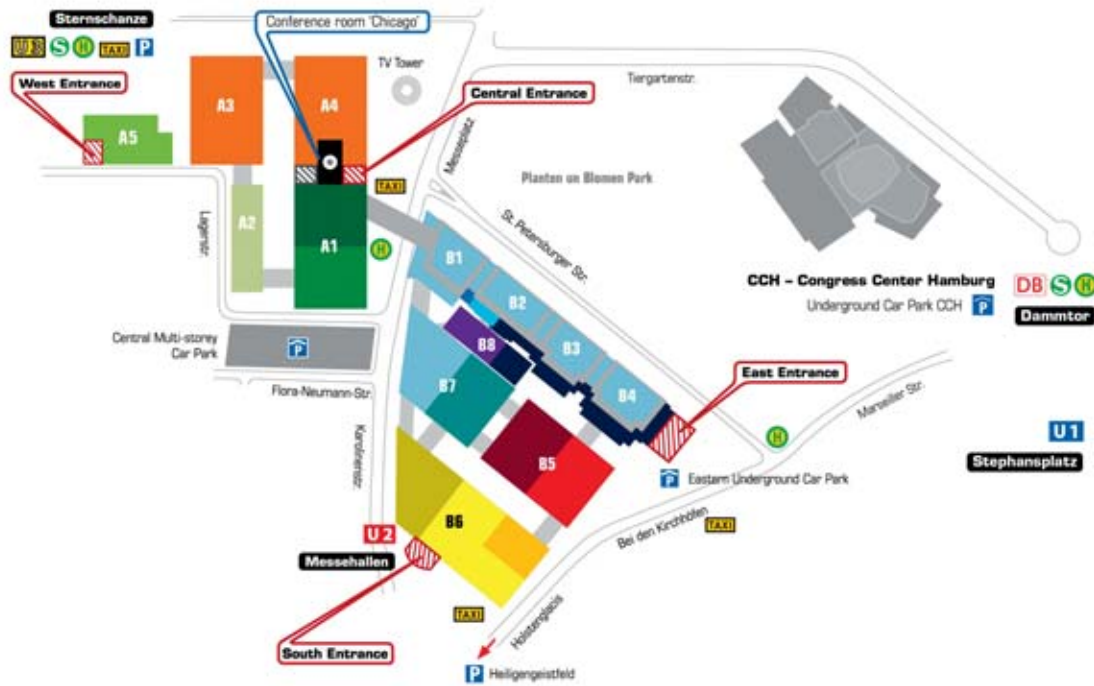 Sternschanze
Conference room 'Chicago'
U3 S H TAXI P
TV Tower
Tiergartenstr.
West Entrance
A3
A4
Central Entrance
A5
Messeplatz
TAXI
Planten un Blomen Park
A2
Lagerstr.
A1
H
St. Petersburger Str.
B1
B2
CCH – Congress Center Hamburg
DB S H
Underground Car Park CCH
P
Dammtor
Central Multi-storey
Car Park
P
B8
B3
B7
B4
East Entrance
Flora-Neumann-Str.
Marseiller Str.
Karolinenstr.
H
U1
Stephansplatz
B5
P
Eastern Underground Car Park
B6
U2
Bei den Kirchhöfen
TAXI
Messehallen
TAXI
Holstenglacis
South Entrance
P
Heiligengeistfeld